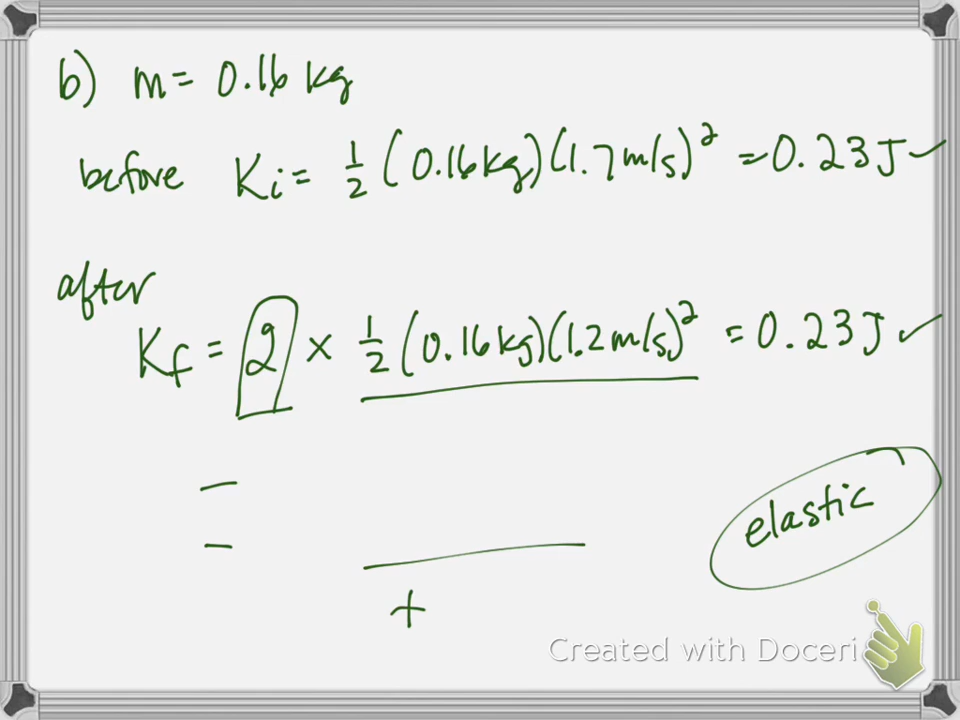 b) m = 0.16 kg
before Ki = 1/2 (0.16 kg)(1.7 m/s)² = 0.23 J ✓
after
Kf = 2 × 1/2 (0.16 kg)(1.2 m/s)² = 0.23 J ✓
elastic
+
Created with Doceri